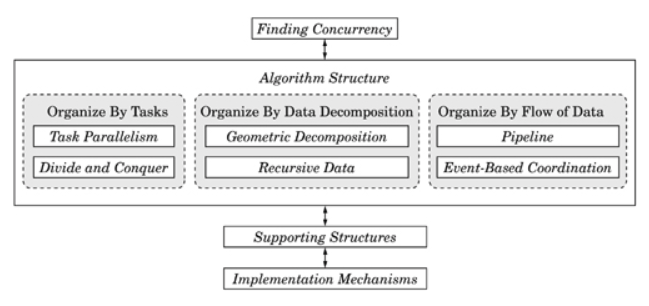 Finding Concurrency
Algorithm Structure
Organize By Tasks
Task Parallelism
Divide and Conquer
Organize By Data Decomposition
Geometric Decomposition
Recursive Data
Organize By Flow of Data
Pipeline
Event-Based Coordination
Supporting Structures
Implementation Mechanisms